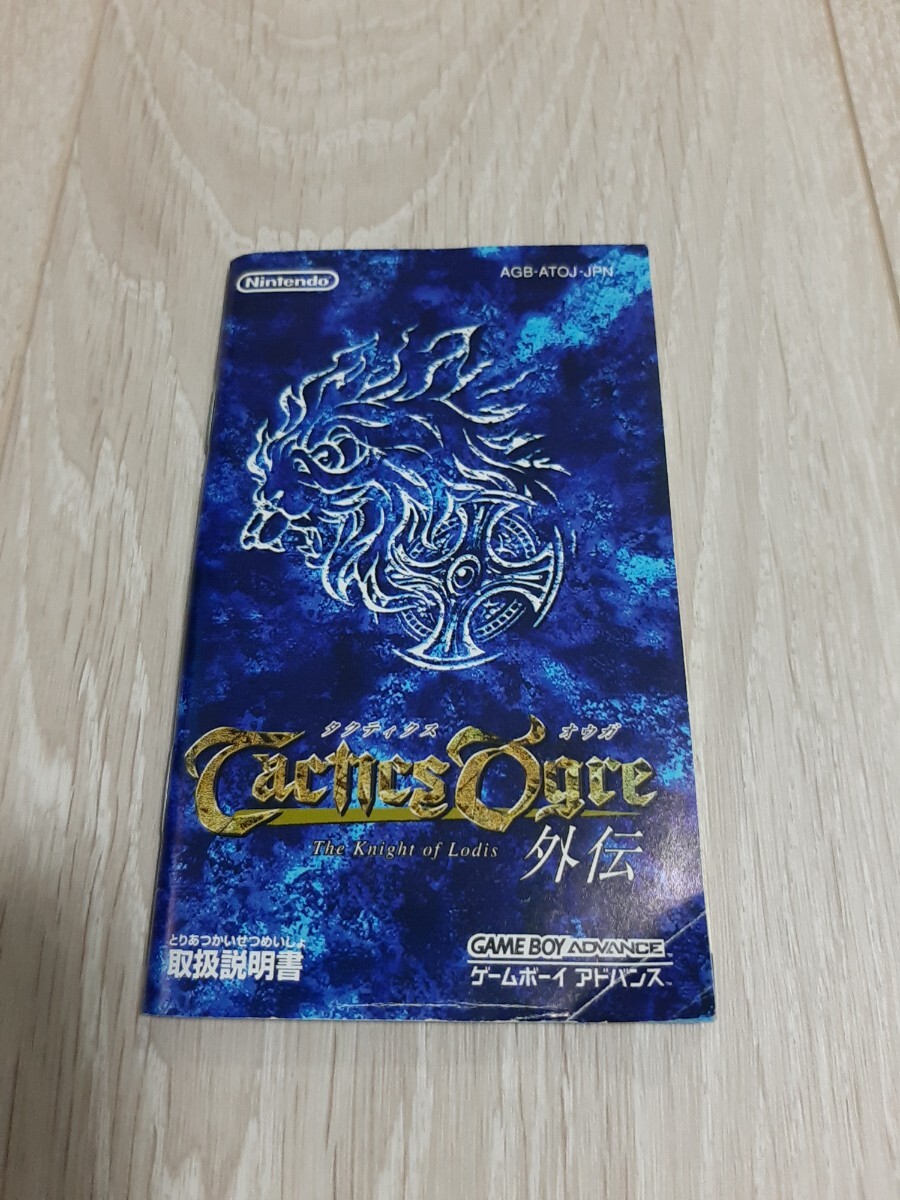 Nintendo
AGB-ATOJ-JPN
タクティクス オウガ
Tactics Ogre
The Knight of Lodis 外伝
とりあつかいせつめいしょ
取扱説明書
GAME BOY ADVANCE
ゲームボーイ アドバンス™